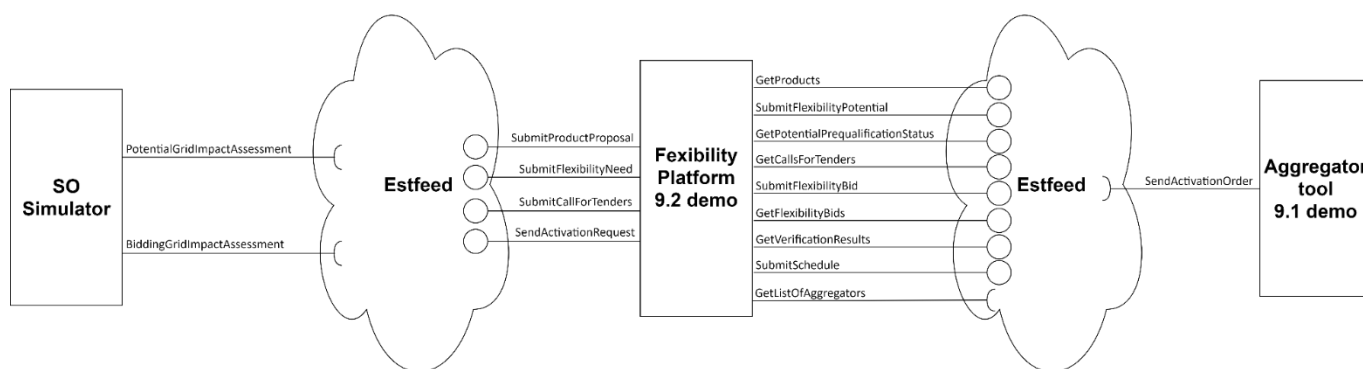 SO
Simulator
PotentialGridImpactAssessment
BiddingGridImpactAssessment
Estfeed
SubmitProductProposal
SubmitFlexibilityNeed
SubmitCallForTenders
SendActivationRequest
Fexibility
Platform
9.2 demo
GetProducts
SubmitFlexibilityPotential
GetPotentialPrequalificationStatus
GetCallsForTenders
SubmitFlexibilityBid
GetFlexibilityBids
GetVerificationResults
SubmitSchedule
GetListOfAggregators
Estfeed
SendActivationOrder
Aggregator
tool
9.1 demo